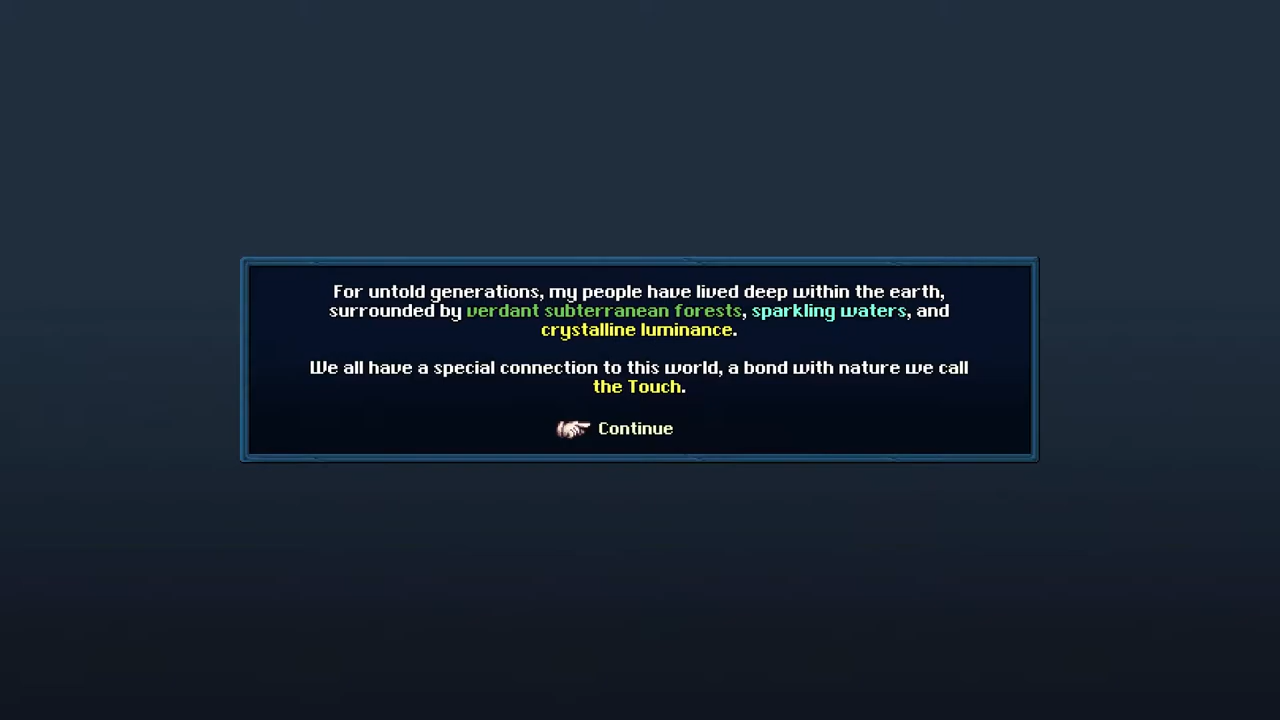 For untold generations, my people have lived deep within the earth,
surrounded by verdant subterranean forests, sparkling waters, and
crystalline luminance.
We all have a special connection to this world, a bond with nature we call
the Touch.
Continue